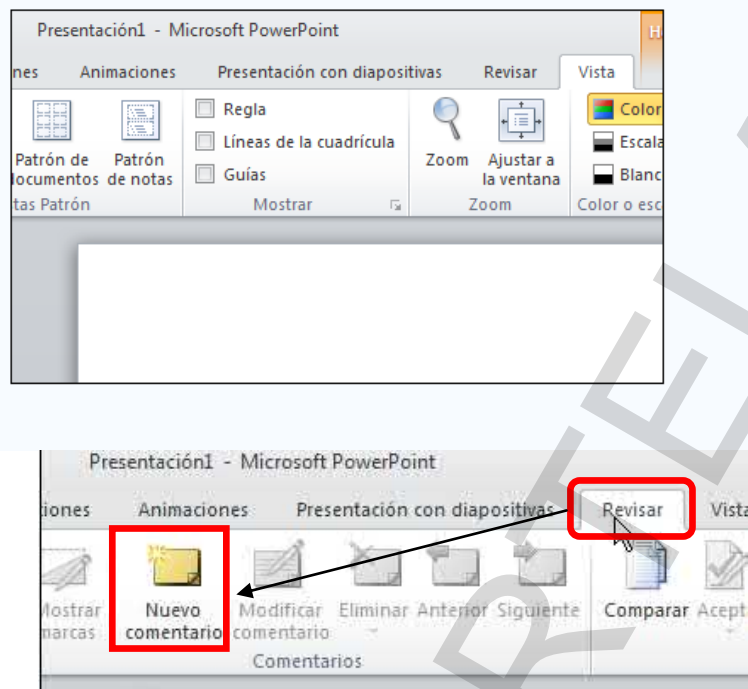 Presentación1 - Microsoft PowerPoint
nes Animaciones Presentación con diapositivas Revisar Vista
Regla
Líneas de la cuadrícula
Guías
Color
Escala
Blanc
Patrón de Patrón Zoom Ajustar a
documentos de notas la ventana
tas Patrón Mostrar Zoom Color o esc
Presentación1 - Microsoft PowerPoint
ciones Animaciones Presentación con diapositivas Revisar Vista
Mostrar Nuevo Modificar Eliminar Anterior Siguiente Comparar Acept
marcas comentario comentario
Comentarios